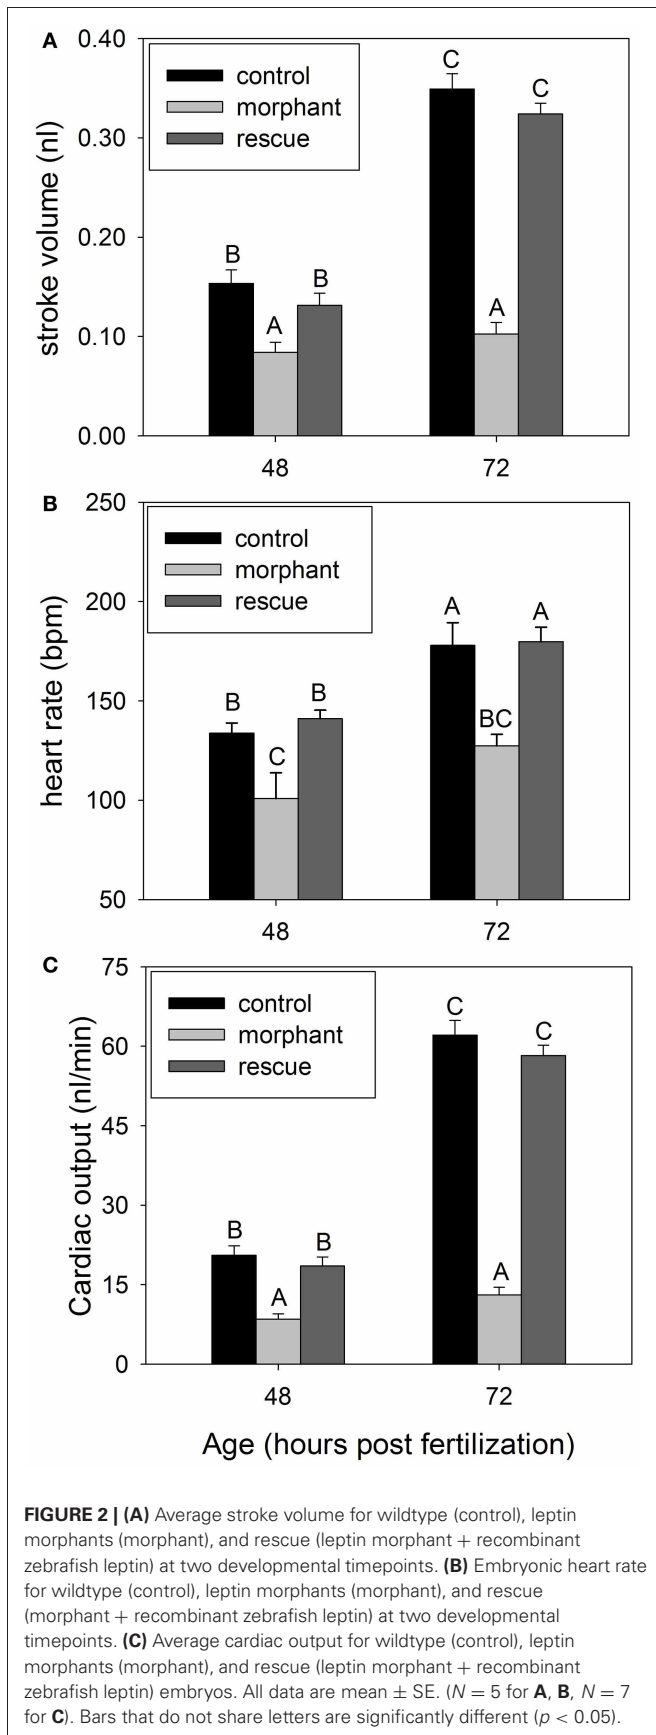 A
0.40
0.30
0.20
0.10
0.00
stroke volume (nl)
control
morphant
rescue
B
A
B
C
A
C
48
72
B
250
200
150
100
50
heart rate (bpm)
control
morphant
rescue
B
C
B
A
BC
A
48
72
C
75
60
45
30
15
0
Cardiac output (nl/min)
control
morphant
rescue
B
A
B
C
A
C
48
72
Age (hours post fertilization)
FIGURE 2 | (A) Average stroke volume for wildtype (control), leptin
morphants (morphant), and rescue (leptin morphant + recombinant
zebrafish leptin) at two developmental timepoints. (B) Embryonic heart rate
for wildtype (control), leptin morphants (morphant), and rescue
(morphant + recombinant zebrafish leptin) at two developmental
timepoints. (C) Average cardiac output for wildtype (control), leptin
morphants (morphant), and rescue (leptin morphant + recombinant
zebrafish leptin) embryos. All data are mean ± SE. (N = 5 for A, B, N = 7
for C). Bars that do not share letters are significantly different (p < 0.05).